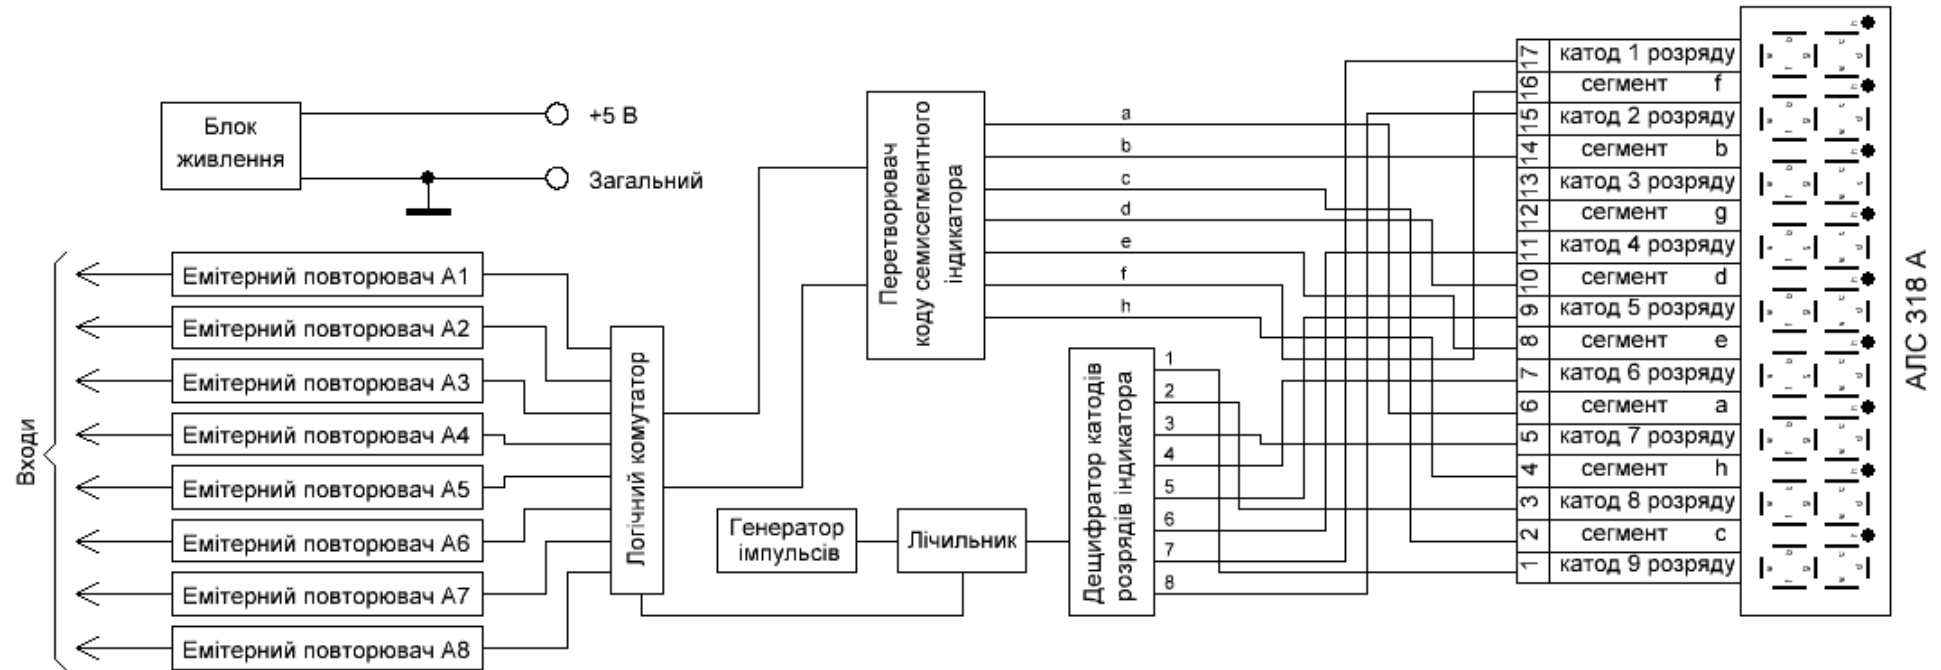 Блок
живлення
+5 В
Загальний
Входи
Емітерний повторювач А1
Емітерний повторювач А2
Емітерний повторювач А3
Емітерний повторювач А4
Емітерний повторювач А5
Емітерний повторювач А6
Емітерний повторювач А7
Емітерний повторювач А8
Логічний комутатор
Генератор
імпульсів
Лічильник
Перетворювач
коду семисегментного
індикатора
a
b
c
d
e
f
h
Дещифратор катодів
розрядів індикатора
1
2
3
4
5
6
7
8
17 катод 1 розряду
16 сегмент f
15 катод 2 розряду
14 сегмент b
13 катод 3 розряду
12 сегмент g
11 катод 4 розряду
10 сегмент d
9 катод 5 розряду
8 сегмент e
7 катод 6 розряду
6 сегмент a
5 катод 7 розряду
4 сегмент h
3 катод 8 розряду
2 сегмент c
1 катод 9 розряду
АЛС 318 А